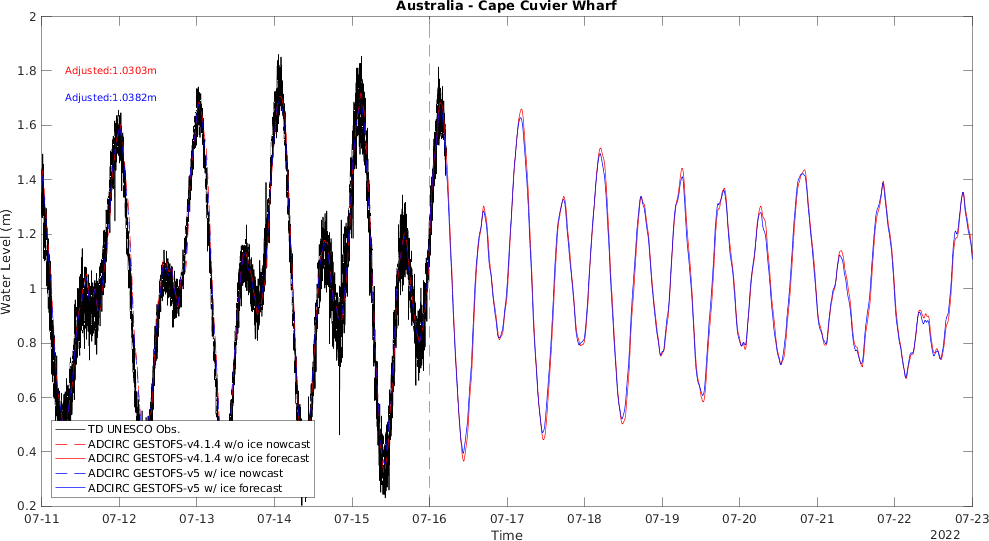 Australia - Cape Cuvier Wharf
2
1.8
1.6
1.4
1.2
1
0.8
0.6
0.4
0.2
Water Level (m)
Adjusted:1.0303m
Adjusted:1.0382m
TD UNESCO Obs.
ADCIRC GESTOFS-v4.1.4 w/o ice nowcast
ADCIRC GESTOFS-v4.1.4 w/o ice forecast
ADCIRC GESTOFS-v5 w/ ice nowcast
ADCIRC GESTOFS-v5 w/ ice forecast
07-11 07-12 07-13 07-14 07-15 07-16 07-17 07-18 07-19 07-20 07-21 07-22 07-23
Time
2022